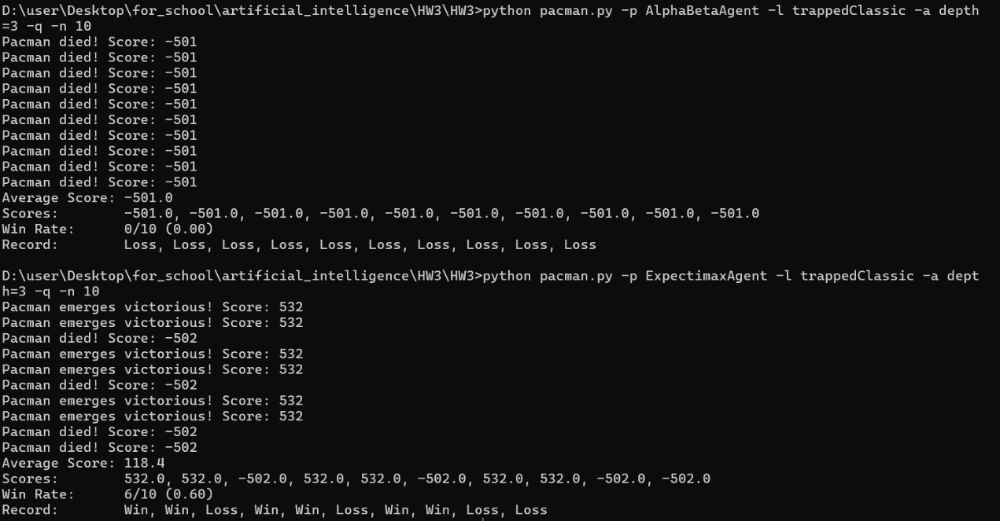 D:\user\Desktop\for_school\artificial_intelligence\HW3\HW3>python pacman.py -p AlphaBetaAgent -l trappedClassic -a depth
=3 -q -n 10
Pacman died! Score: -501
Pacman died! Score: -501
Pacman died! Score: -501
Pacman died! Score: -501
Pacman died! Score: -501
Pacman died! Score: -501
Pacman died! Score: -501
Pacman died! Score: -501
Pacman died! Score: -501
Pacman died! Score: -501
Average Score: -501.0
Scores:        -501.0, -501.0, -501.0, -501.0, -501.0, -501.0, -501.0, -501.0, -501.0, -501.0
Win Rate:      0/10 (0.00)
Record:        Loss, Loss, Loss, Loss, Loss, Loss, Loss, Loss, Loss, Loss
D:\user\Desktop\for_school\artificial_intelligence\HW3\HW3>python pacman.py -p ExpectimaxAgent -l trappedClassic -a dept
h=3 -q -n 10
Pacman emerges victorious! Score: 532
Pacman emerges victorious! Score: 532
Pacman died! Score: -502
Pacman emerges victorious! Score: 532
Pacman emerges victorious! Score: 532
Pacman died! Score: -502
Pacman emerges victorious! Score: 532
Pacman emerges victorious! Score: 532
Pacman died! Score: -502
Pacman died! Score: -502
Average Score: 118.4
Scores:        532.0, 532.0, -502.0, 532.0, 532.0, -502.0, 532.0, 532.0, -502.0, -502.0
Win Rate:      6/10 (0.60)
Record:        Win, Win, Loss, Win, Win, Loss, Win, Win, Loss, Loss